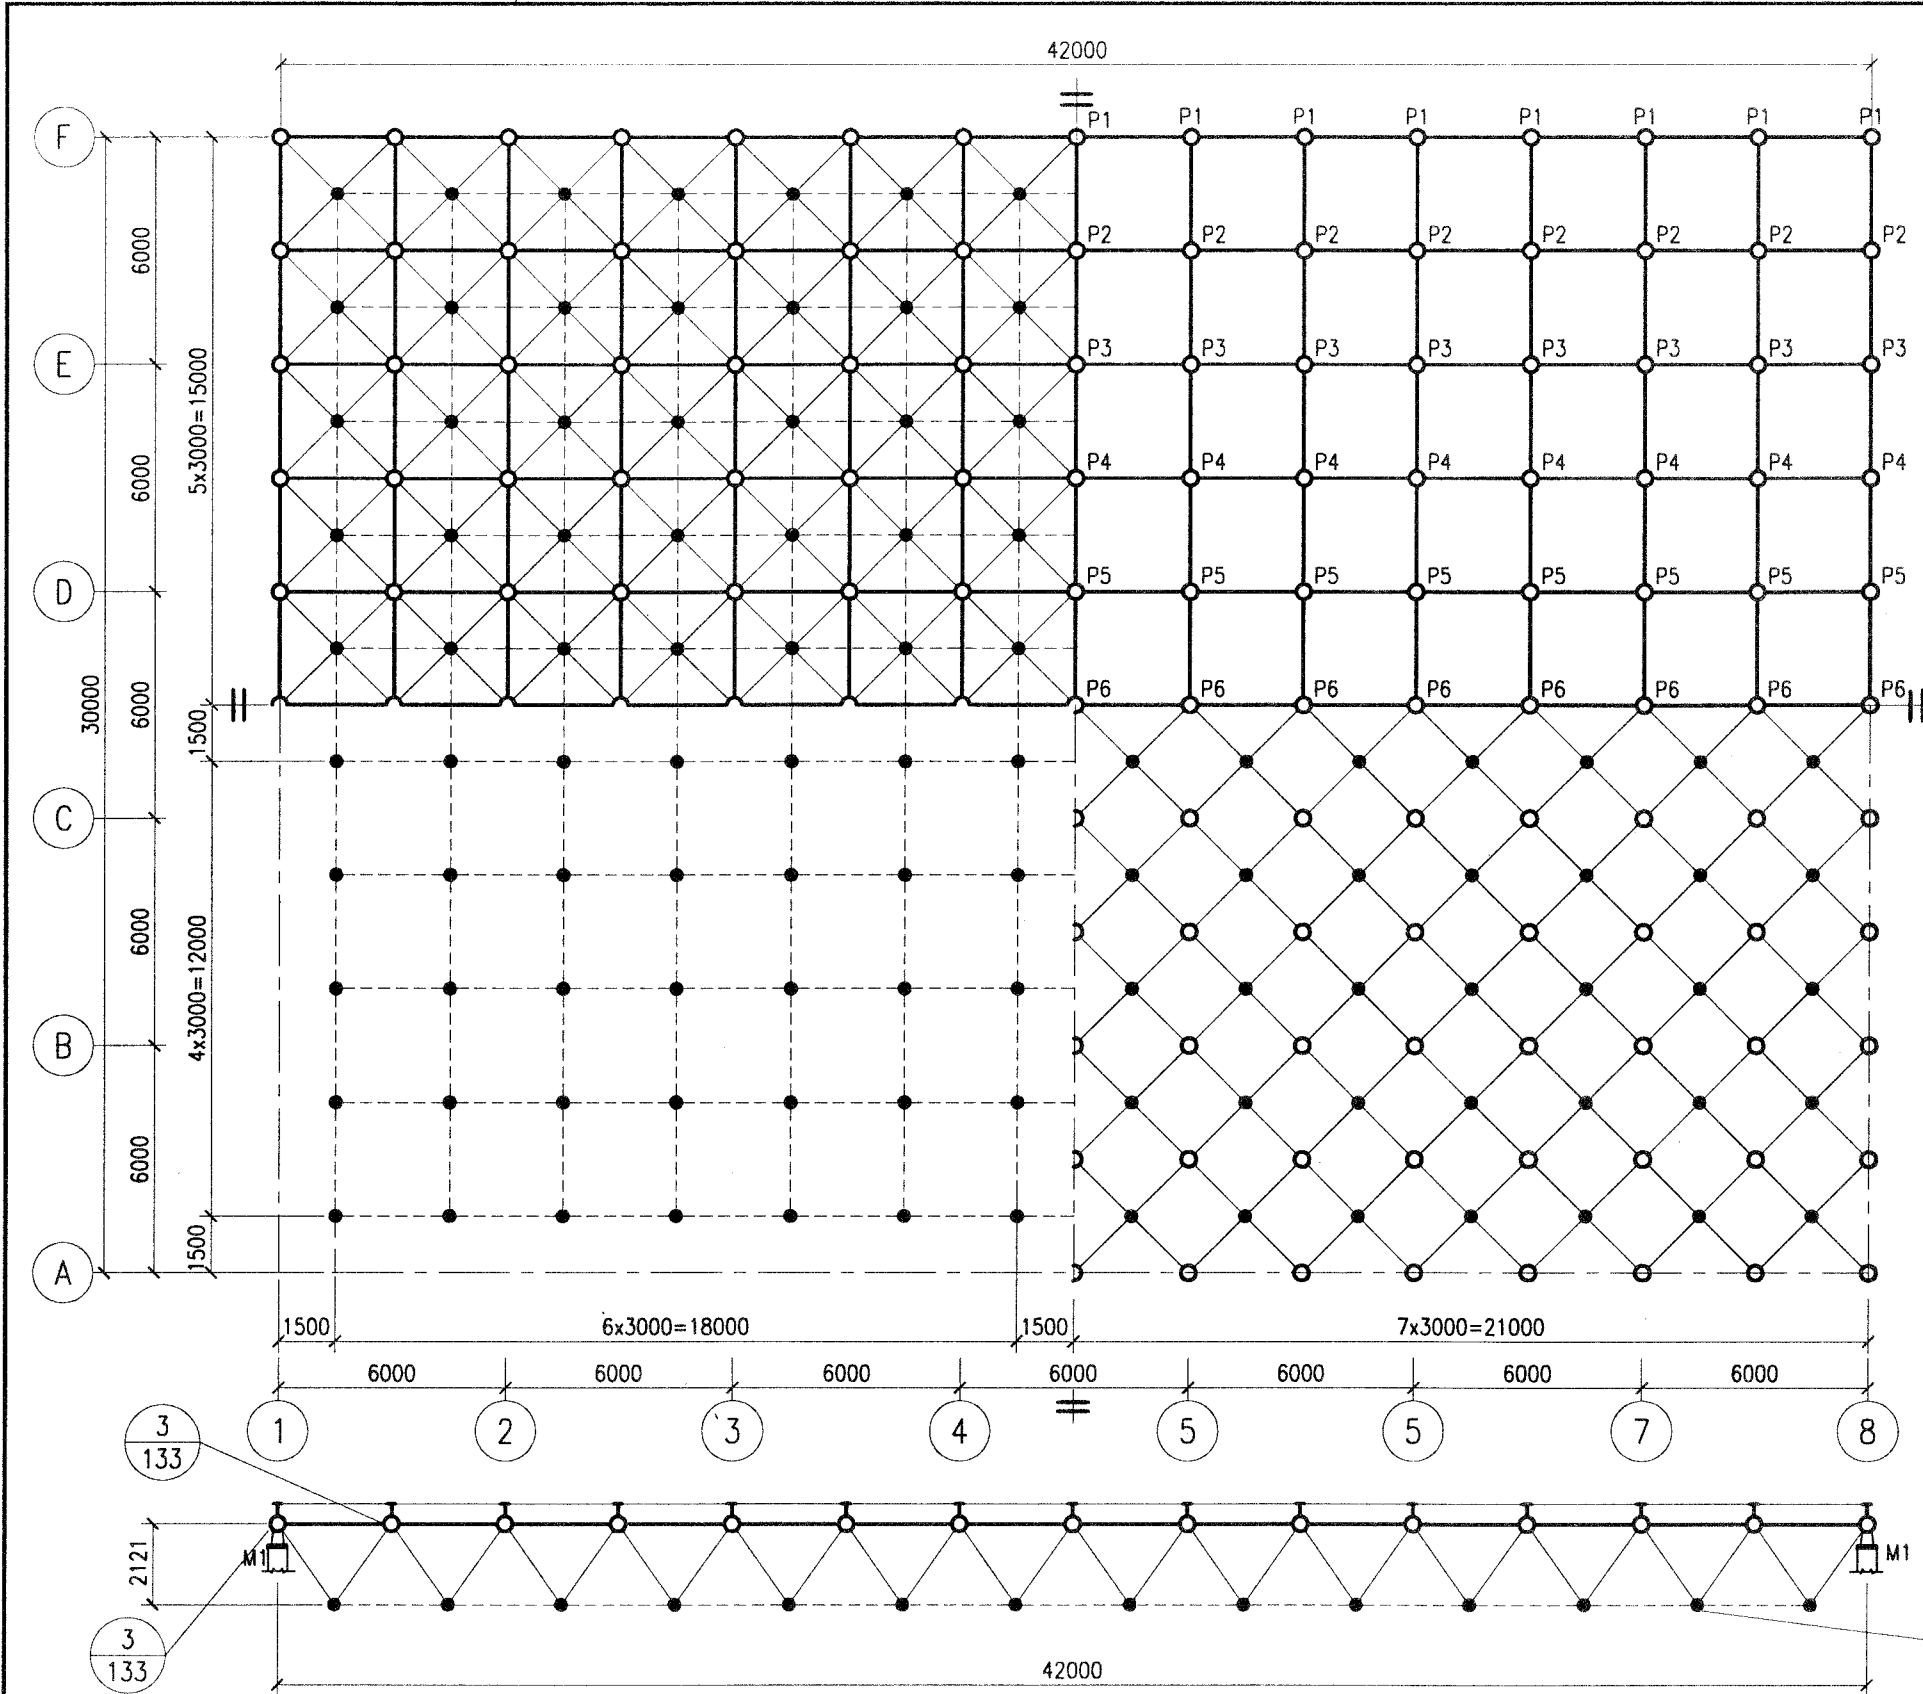 42000
F
P1 P1 P1 P1 P1 P1 P1 P1
6000
P2 P2 P2 P2 P2 P2 P2 P2
E
P3 P3 P3 P3 P3 P3 P3 P3
5x3000=15000
6000
P4 P4 P4 P4 P4 P4 P4 P4
D
P5 P5 P5 P5 P5 P5 P5 P5
30000
6000
P6 P6 P6 P6 P6 P6 P6 P6
1500
C
6000
4x3000=12000
B
6000
1500
A
1500 6x3000=18000 1500 7x3000=21000
6000 6000 6000 6000 6000 6000 6000
1 2 3 4 5 5 7 8
3
133
2121
M1 M1
3
133
42000